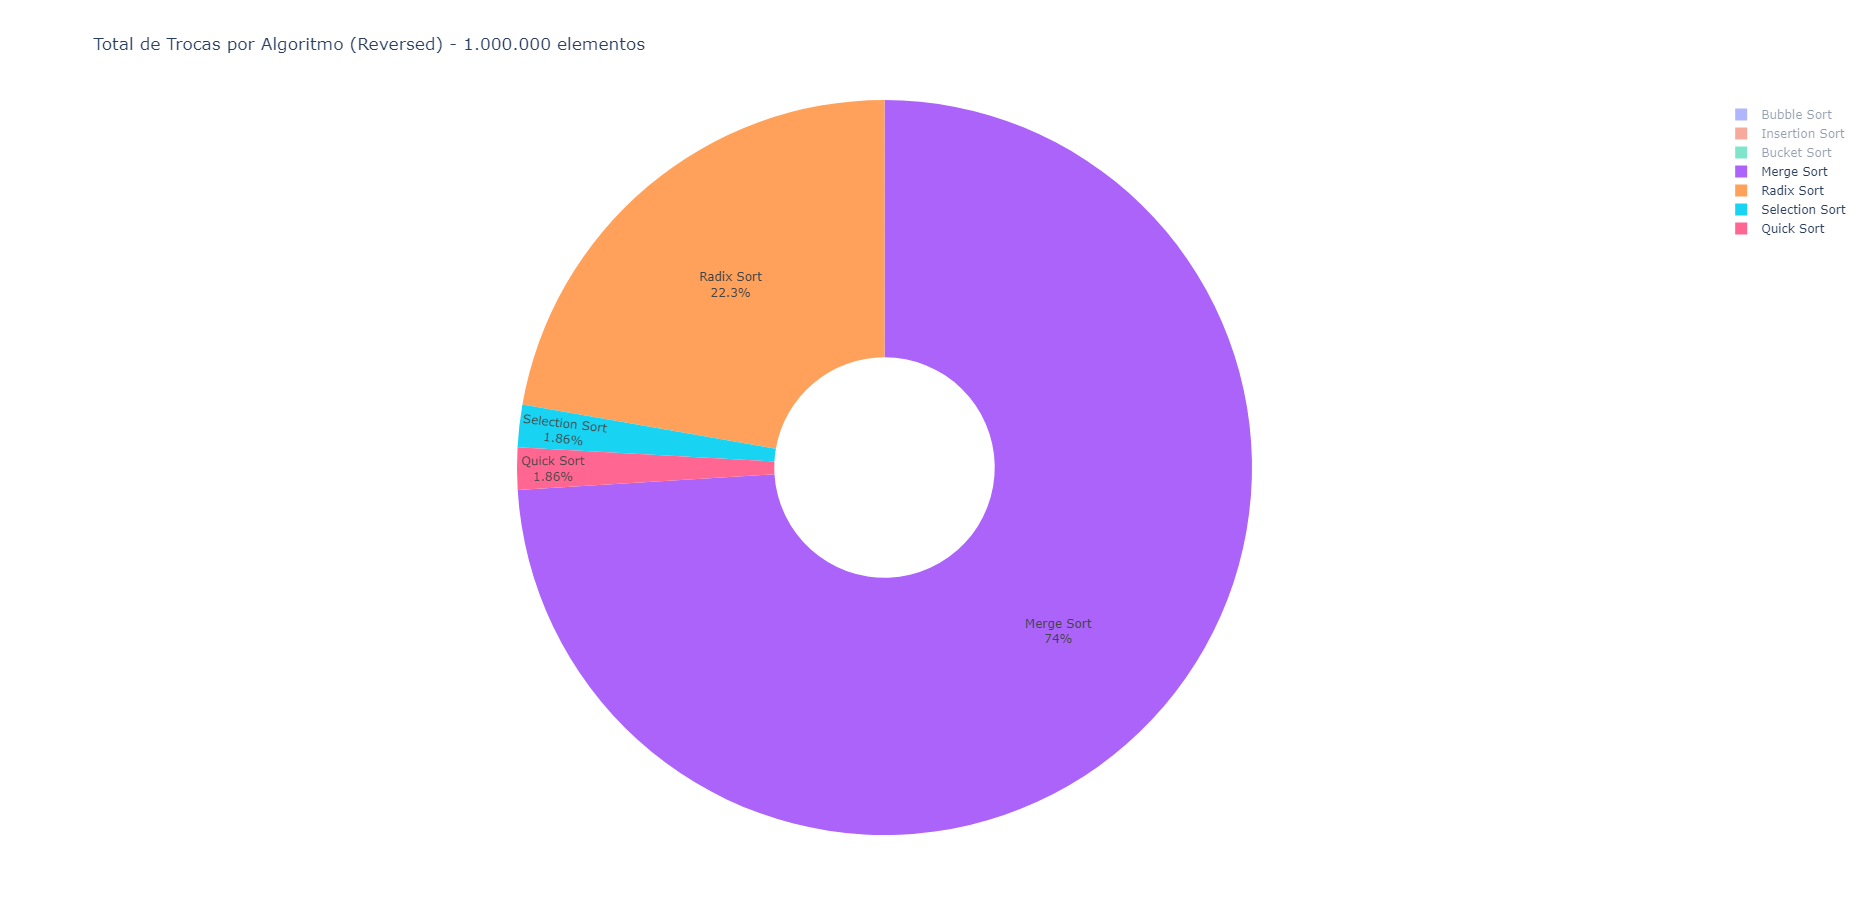 Total de Trocas por Algoritmo (Reversed) - 1.000.000 elementos
Bubble Sort
Insertion Sort
Bucket Sort
Merge Sort
Radix Sort
Selection Sort
Quick Sort
Radix Sort
22.3%
Selection Sort
1.86%
Quick Sort
1.86%
Merge Sort
74%